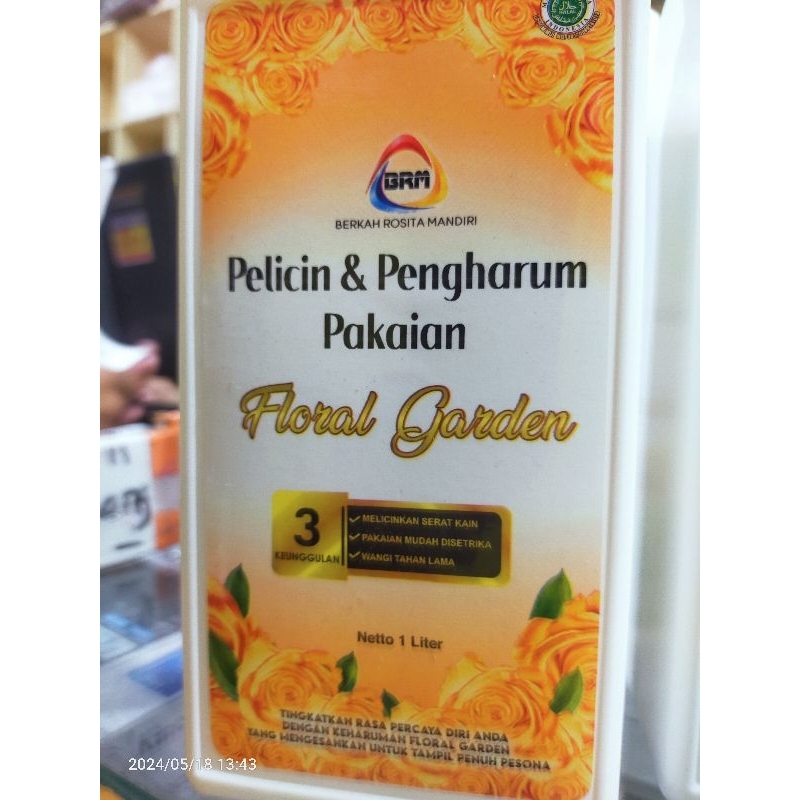 INDONESIA
BRM
BERKAH ROSITA MANDIRI
Pelicin & Pengharum
Pakaian
Floral Garden
3
KEUNGGULAN
MELICINKAN SERAT KAIN
PAKAIAN MUDAH DISETRIKA
WANGI TAHAN LAMA
Netto 1 Liter
TINGKATKAN RASA PERCAYA DIRI ANDA
DENGAN KEHARUMAN FLORAL GARDEN
YANG MENGESANKAN UNTUK TAMPIL PENUH PESONA
2024/05/18 13:43